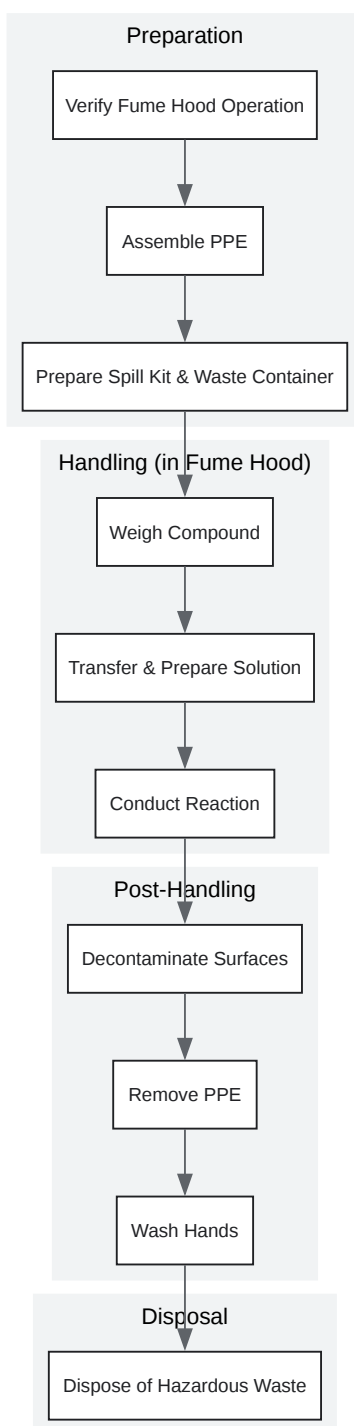 Preparation
Verify Fume Hood Operation
Assemble PPE
Prepare Spill Kit & Waste Container
Handling (in Fume Hood)
Weigh Compound
Transfer & Prepare Solution
Conduct Reaction
Post-Handling
Decontaminate Surfaces
Remove PPE
Wash Hands
Disposal
Dispose of Hazardous Waste